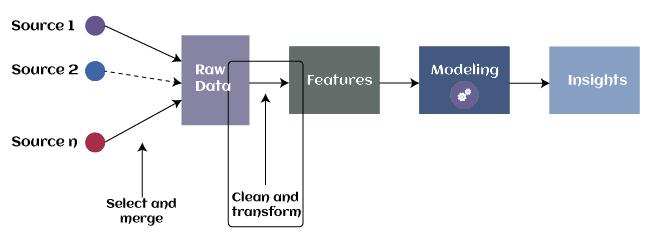 Source 1
Source 2
Source n
Raw
Data
Features
Modeling
Insights
Select and
merge
Clean and
transform